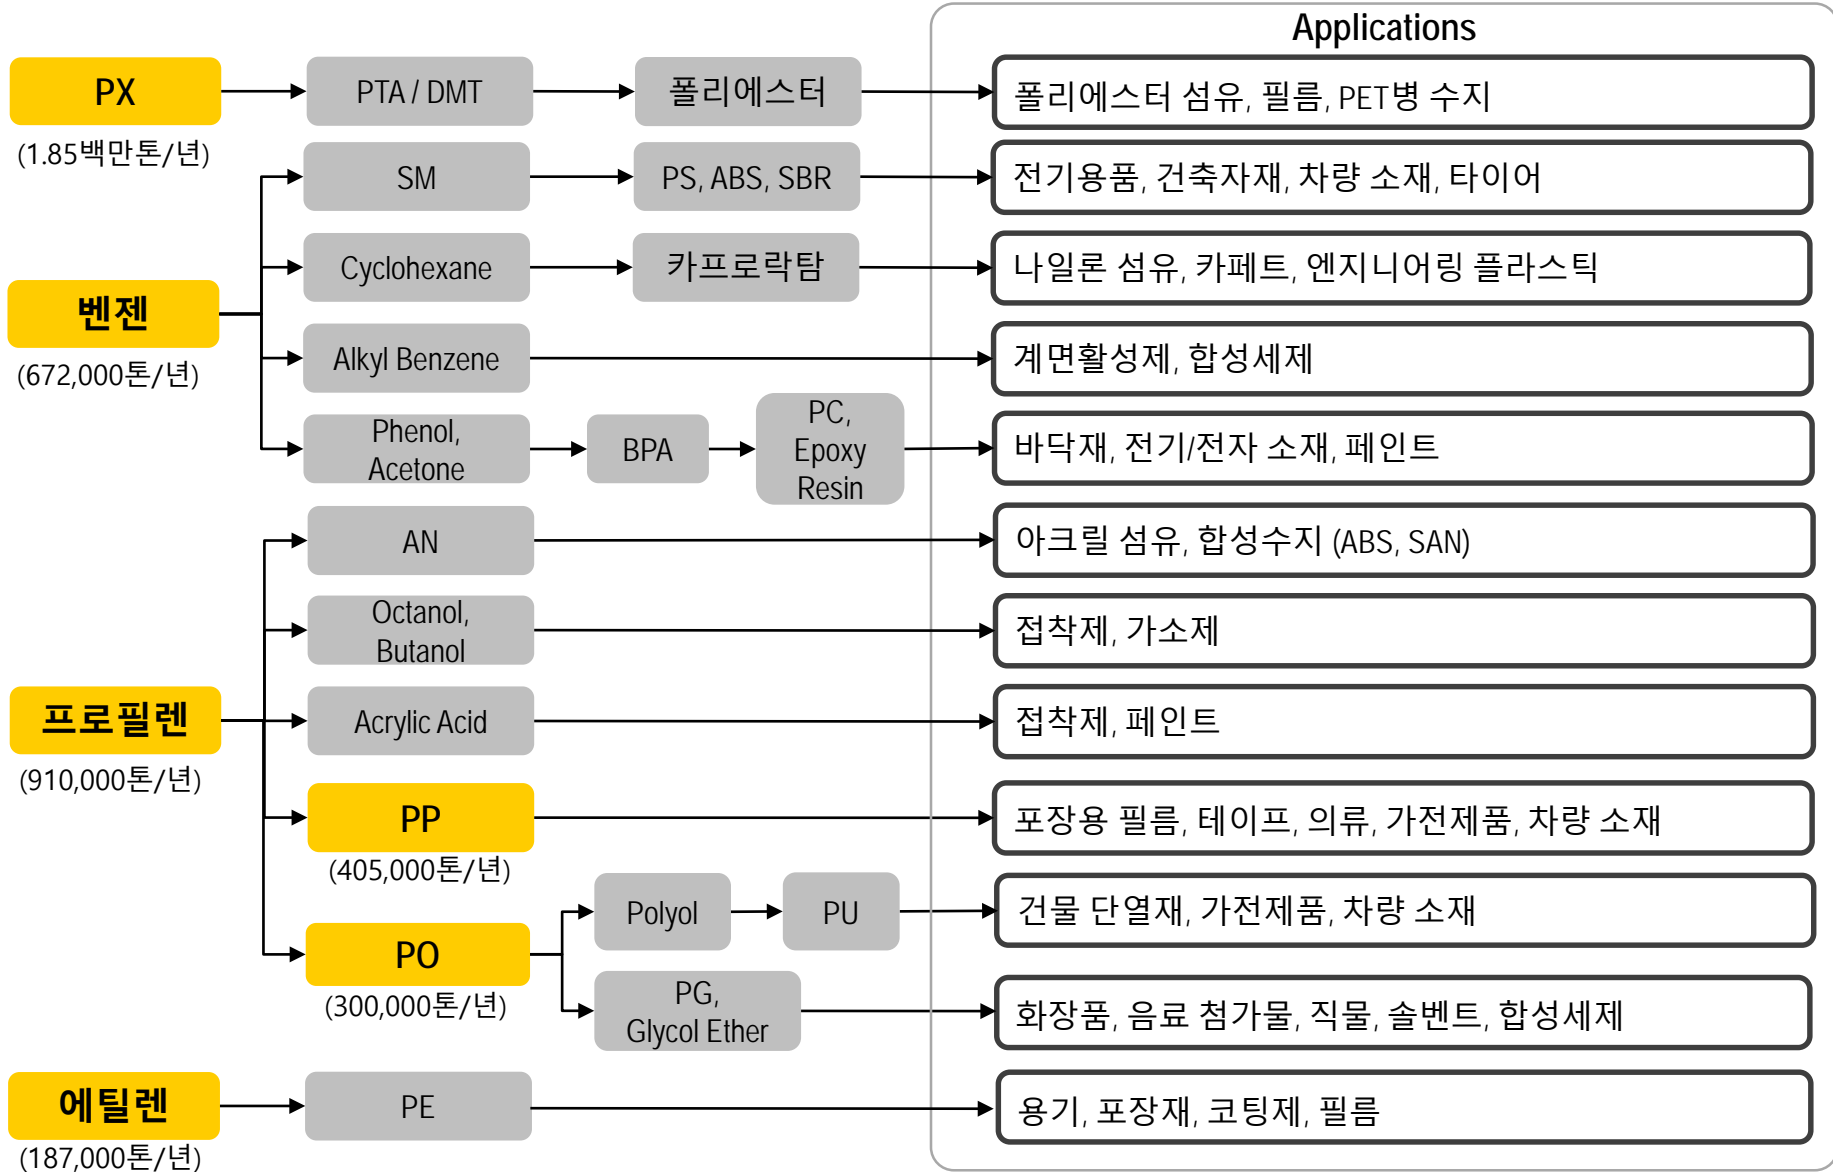 Applications
PX
(1.85백만톤/년)
PTA / DMT
폴리에스터
폴리에스터 섬유, 필름, PET병 수지
벤젠
(672,000톤/년)
SM
PS, ABS, SBR
전기용품, 건축자재, 차량 소재, 타이어
Cyclohexane
카프로락탐
나일론 섬유, 카페트, 엔지니어링 플라스틱
Alkyl Benzene
계면활성제, 합성세제
Phenol,
Acetone
BPA
PC,
Epoxy
Resin
바닥재, 전기/전자 소재, 페인트
프로필렌
(910,000톤/년)
AN
아크릴 섬유, 합성수지 (ABS, SAN)
Octanol,
Butanol
접착제, 가소제
Acrylic Acid
접착제, 페인트
PP
(405,000톤/년)
포장용 필름, 테이프, 의류, 가전제품, 차량 소재
PO
(300,000톤/년)
Polyol
PU
건물 단열재, 가전제품, 차량 소재
PG,
Glycol Ether
화장품, 음료 첨가물, 직물, 솔벤트, 합성세제
에틸렌
(187,000톤/년)
PE
용기, 포장재, 코팅제, 필름